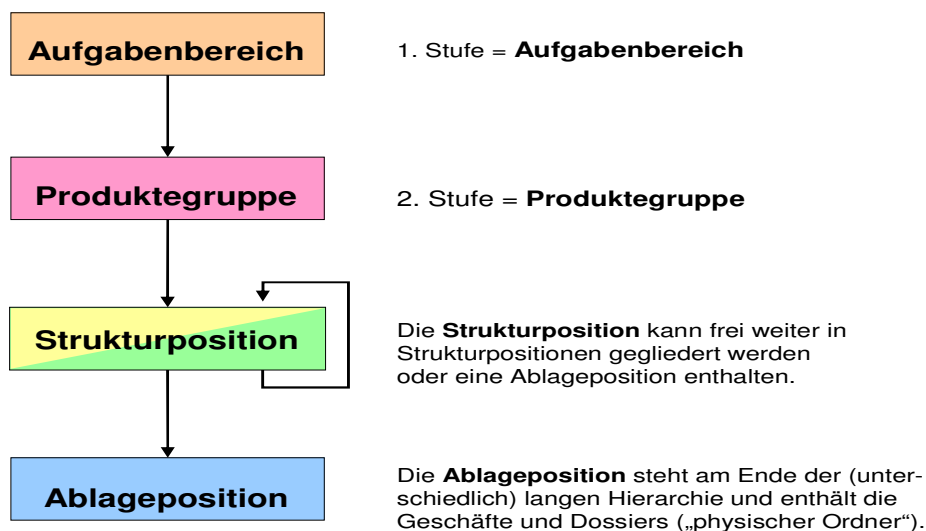 Aufgabenbereich
1. Stufe = Aufgabenbereich
Produktegruppe
2. Stufe = Produktegruppe
Strukturposition
Die Strukturposition kann frei weiter in
Strukturpositionen gegliedert werden
oder eine Ablageposition enthalten.
Ablageposition
Die Ablageposition steht am Ende der (unter-
schiedlich) langen Hierarchie und enthält die
Geschäfte und Dossiers („physischer Ordner“).